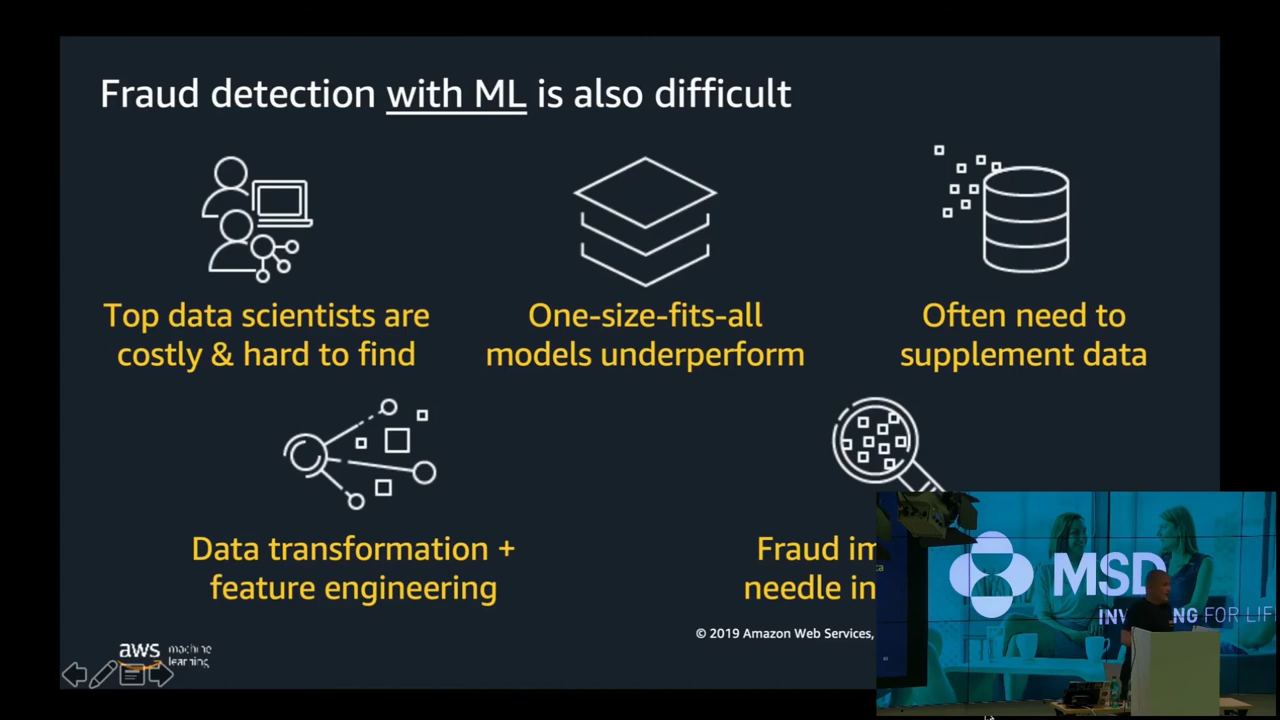 Fraud detection with ML is also difficult
Top data scientists are
costly & hard to find
One-size-fits-all
models underperform
Often need to
supplement data
Data transformation +
feature engineering
Fraud im
needle in
© 2019 Amazon Web Services,
aws machine
learning
MSD
INV NG FOR LIF